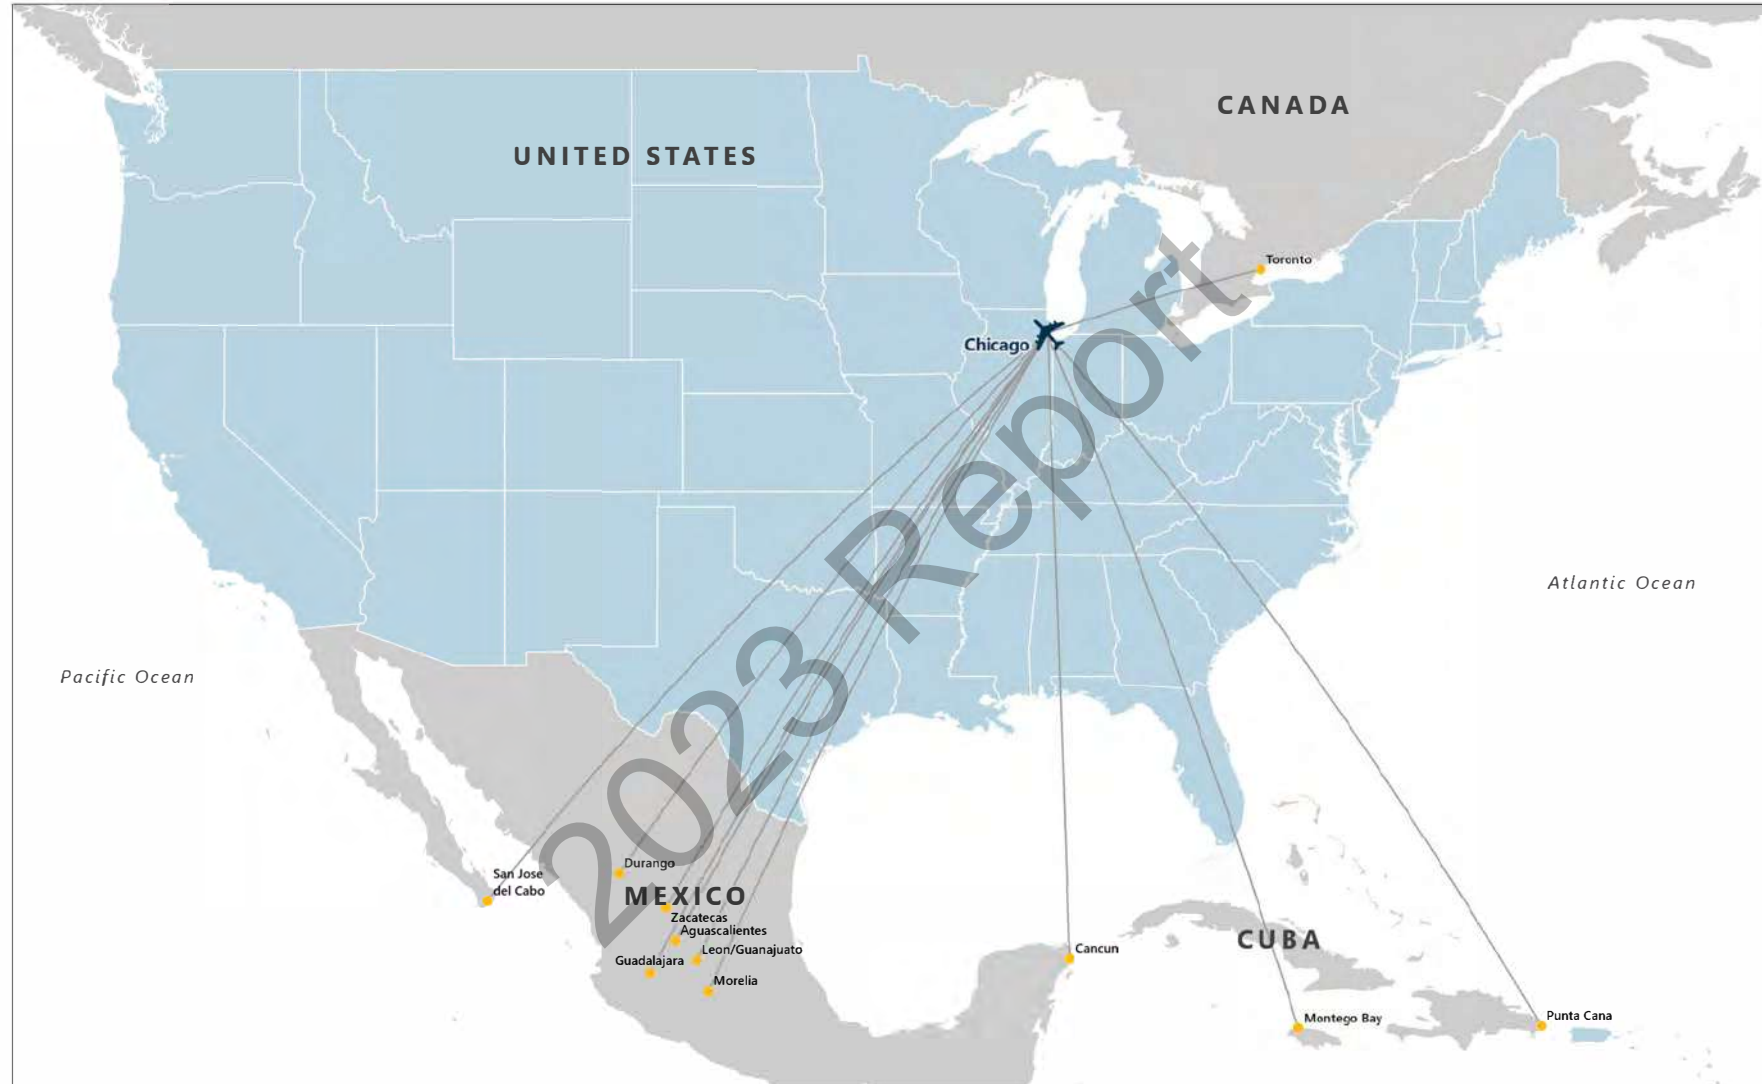 CANADA
UNITED STATES
Toronto
Chicago
Atlantic Ocean
Pacific Ocean
2023 Report
Durango
San Jose
del Cabo
MEXICO
Zacatecas
Aguascalientes
Leon/Guanajuato
Guadalajara
Morelia
Cancun
CUBA
Montego Bay
Punta Cana